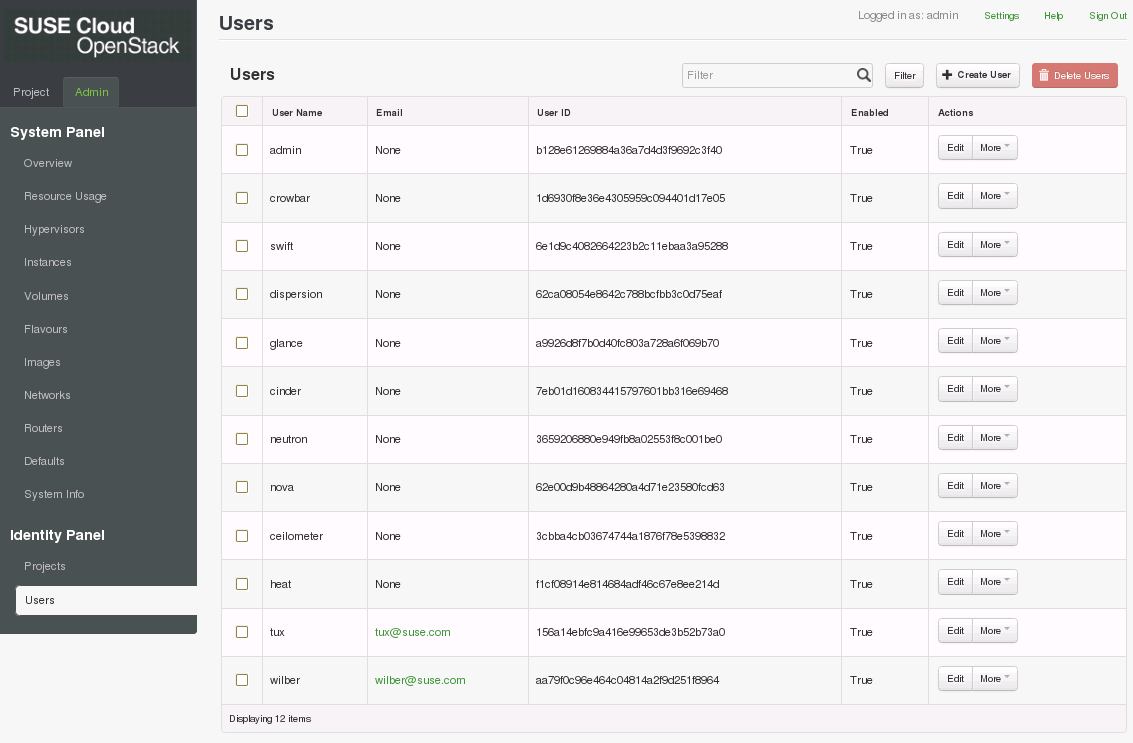 SUSE Cloud
OpenStack
Project Admin
System Panel
Overview
Resource Usage
Hypervisors
Instances
Volumes
Flavours
Images
Networks
Routers
Defaults
System Info
Identity Panel
Projects
Users
Users
Logged in as: admin Settings Help Sign Out
Users
Filter Filter Create User Delete Users
User Name Email User ID Enabled Actions
admin None b128e61269884a36a7d4d3f9692c3f40 True Edit More
crowbar None 1d6930f8e36e4305959c094401d17e05 True Edit More
swift None 6e1d9c4082664223b2c11ebaa3a95288 True Edit More
dispersion None 62ca08054e8642c788bcfbb3c0d75eaf True Edit More
glance None a9926d8f7b0d40fc803a728a6f069b70 True Edit More
cinder None 7eb01d160834415797601bb316e69468 True Edit More
neutron None 3659206880e949fb8a02553f8c001be0 True Edit More
nova None 62e00d9b48864280a4d71e23580fcd63 True Edit More
ceilometer None 3cbba4cb03674744a1876f78e5398832 True Edit More
heat None f1cf08914e814684adf46c67e8ee214d True Edit More
tux tux@suse.com 156a14ebfc9a416e99653de3b52b73a0 True Edit More
wilber wilber@suse.com aa79f0c96e464c04814a2f9d251f8964 True Edit More
Displaying 12 items